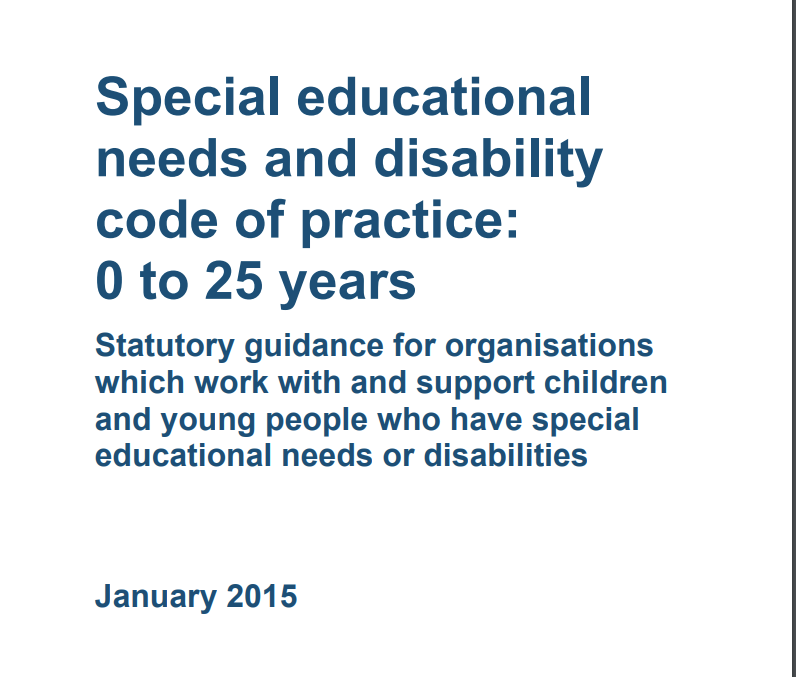 Special educational
needs and disability
code of practice:
0 to 25 years
Statutory guidance for organisations
which work with and support children
and young people who have special
educational needs or disabilities
January 2015